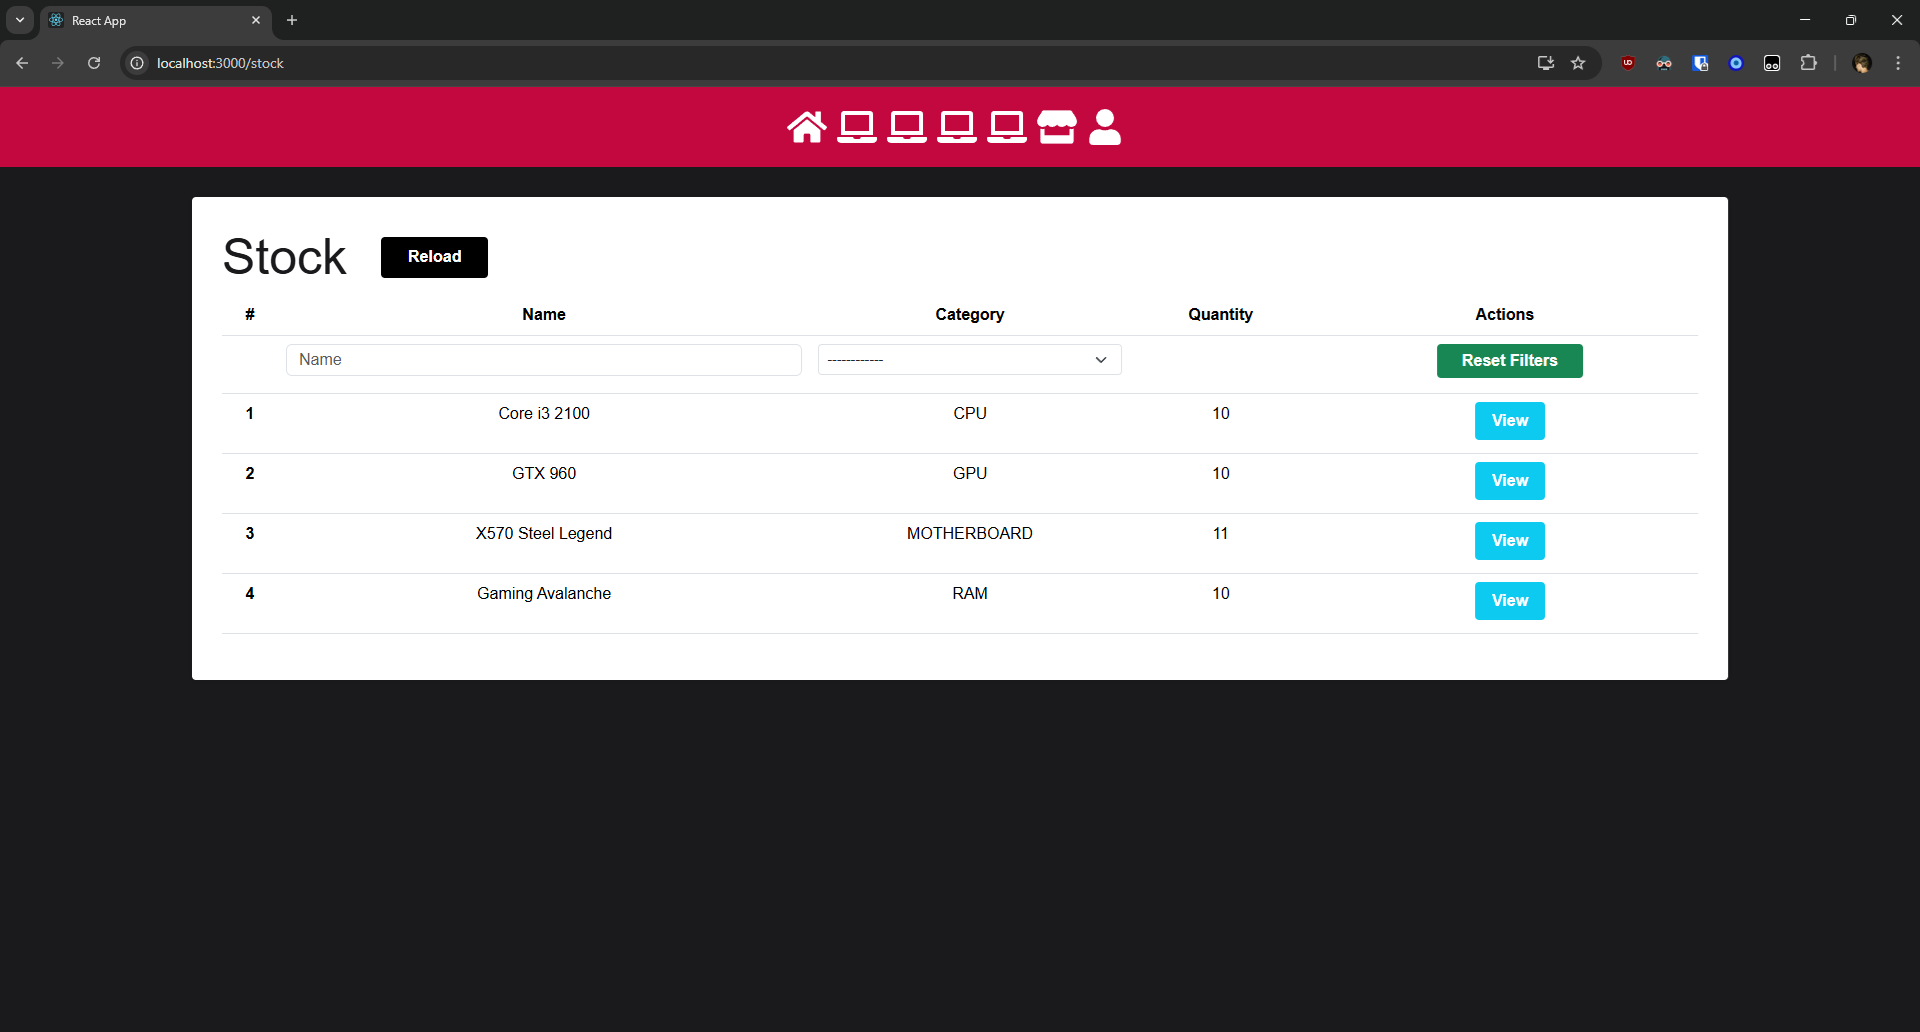 React App
localhost:3000/stock
Stock Reload
# Name Category Quantity Actions
Name ------------ Reset Filters
1 Core i3 2100 CPU 10 View
2 GTX 960 GPU 10 View
3 X570 Steel Legend MOTHERBOARD 11 View
4 Gaming Avalanche RAM 10 View